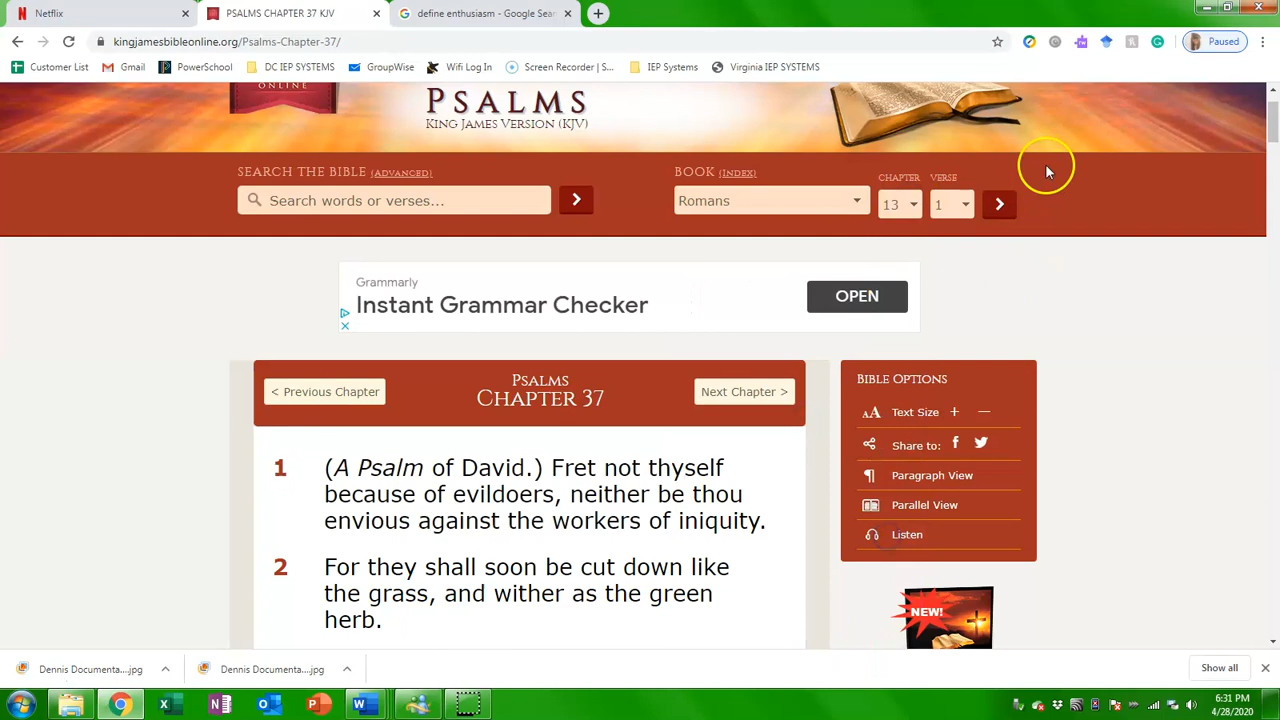 Netflix
PSALMS CHAPTER 37 KJV
define enthusiasm - Google Sea
kingjamesbibleonline.org/Psalms-Chapter-37/
Paused
Customer List
Gmail
PowerSchool
DC IEP SYSTEMS
GroupWise
Wifi Log In
Screen Recorder | S...
IEP Systems
Virginia IEP SYSTEMS
ONLINE
PSALMS
KING JAMES VERSION (KJV)
SEARCH THE BIBLE (ADVANCED)
Search words or verses...
BOOK (INDEX)
CHAPTER
VERSE
Romans
13
1
Grammarly
Instant Grammar Checker
OPEN
< Previous Chapter
PSALMS
CHAPTER 37
Next Chapter >
1 (A Psalm of David.) Fret not thyself
because of evildoers, neither be thou
envious against the workers of iniquity.
2 For they shall soon be cut down like
the grass, and wither as the green
herb.
BIBLE OPTIONS
AA Text Size + —
Share to:
Paragraph View
Parallel View
Listen
NEW!
Dennis Documenta....jpg
Dennis Documenta....jpg
Show all
6:31 PM
4/28/2020